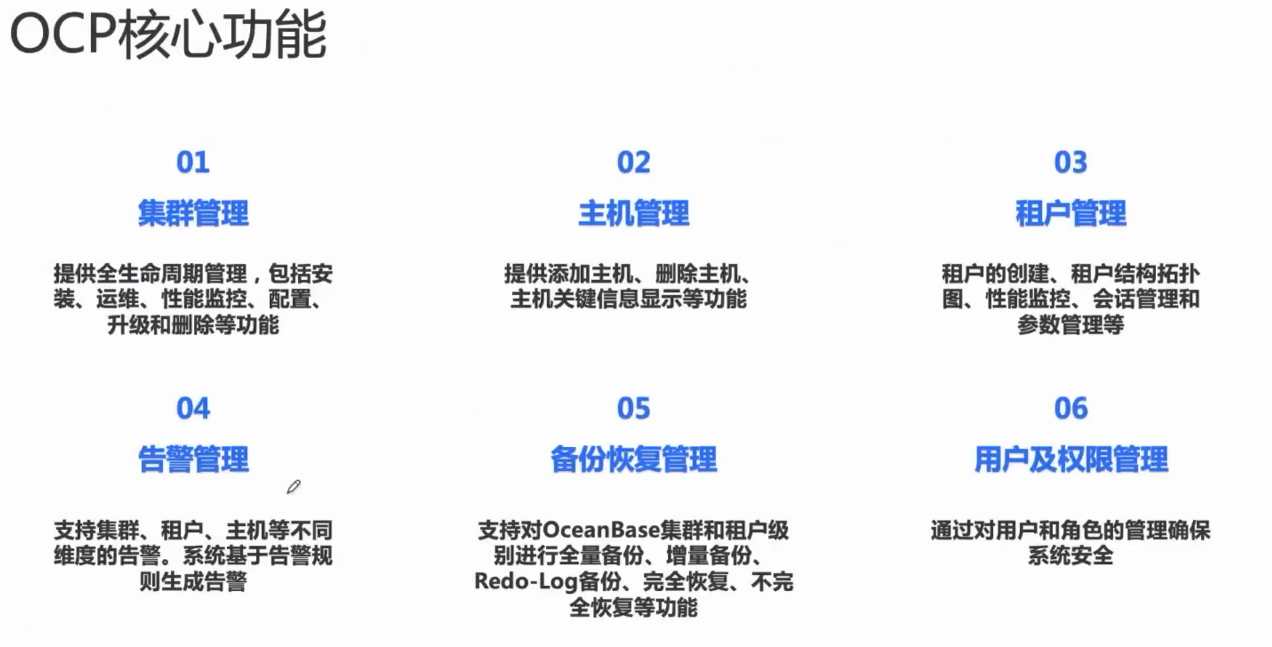 OCP核心功能
01
集群管理
提供全生命周期管理，包括安
装、运维、性能监控、配置、
升级和删除等功能
02
主机管理
提供添加主机、删除主机、
主机关键信息显示等功能
03
租户管理
租户的创建、租户结构拓扑
图、性能监控、会话管理和
参数管理等
04
告警管理
支持集群、租户、主机等不同
维度的告警。系统基于告警规
则生成告警
05
备份恢复管理
支持对OceanBase集群和租户级
别进行全量备份、增量备份、
Redo-Log备份、完全恢复、不完
全恢复等功能
06
用户及权限管理
通过对用户和角色的管理确保
系统安全